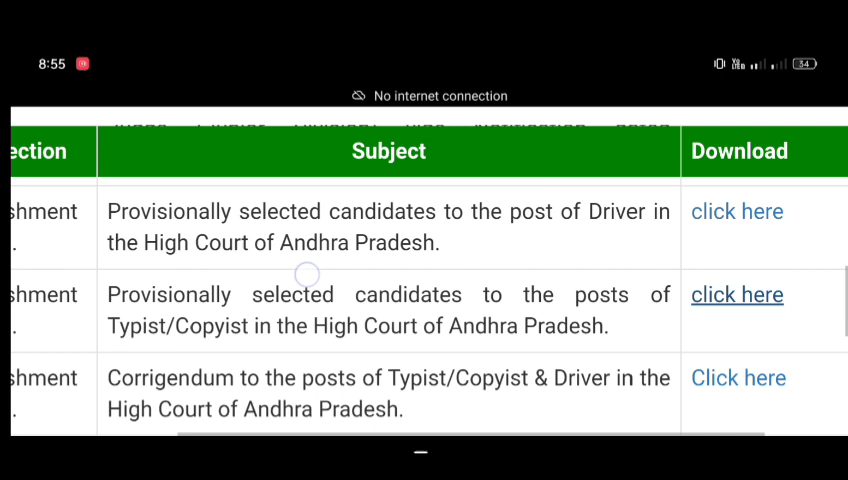 8:55
VoLTE 34
No internet connection
ection Subject Download
shment Provisionally selected candidates to the post of Driver in click here
. the High Court of Andhra Pradesh.
shment Provisionally selected candidates to the posts of click here
. Typist/Copyist in the High Court of Andhra Pradesh.
shment Corrigendum to the posts of Typist/Copyist & Driver in the Click here
. High Court of Andhra Pradesh.